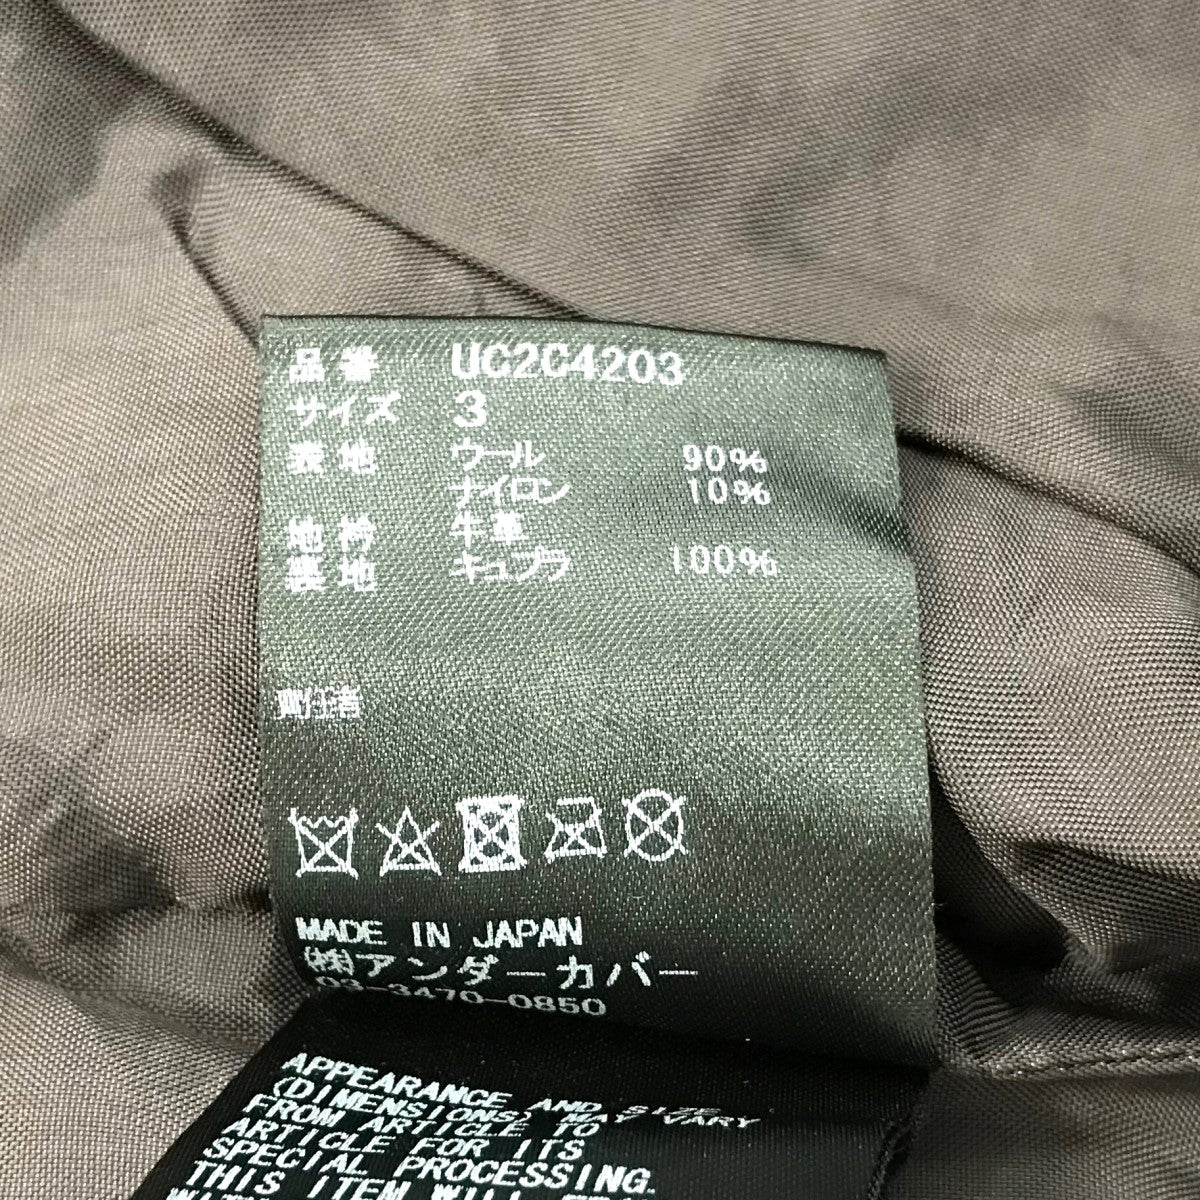 品番 UC2C4203
サイズ 3
表地 ウール 90%
ナイロン 10%
地衿 牛革
裏地 キュプラ 100%
責任者
MADE IN JAPAN
(株)アンダーカバー
03-3470-0850
APPEARANCE AND SIZE
(DIMENSIONS) MAY VARY
FROM ARTICLE TO
ARTICLE FOR ITS
SPECIAL PROCESSING.
THIS ITEM WILL